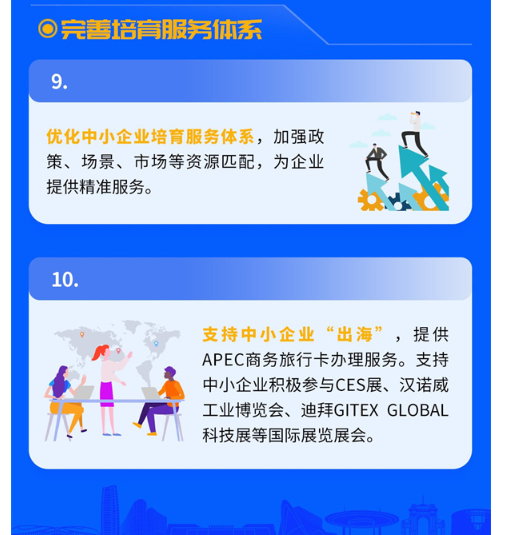 完善培育服务体系
9.
优化中小企业培育服务体系，加强政
策、场景、市场等资源匹配，为企业
提供精准服务。
10.
支持中小企业“出海”，提供
APEC商务旅行卡办理服务。支持
中小企业积极参与CES展、汉诺威
工业博览会、迪拜GITEX GLOBAL
科技展等国际展览展会。